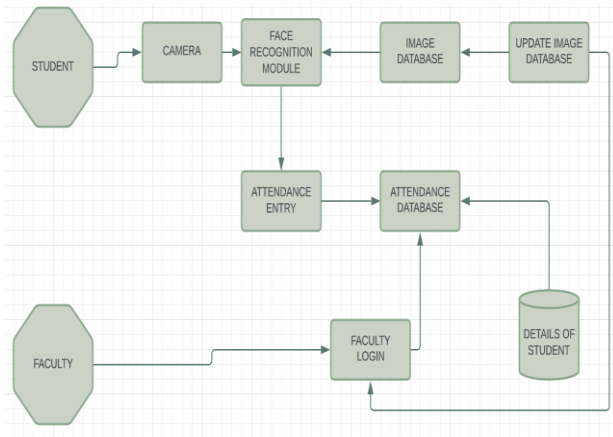 STUDENT
CAMERA
FACE
RECOGNITION
MODULE
IMAGE
DATABASE
UPDATE IMAGE
DATABASE
ATTENDANCE
ENTRY
ATTENDANCE
DATABASE
FACULTY
FACULTY
LOGIN
DETAILS OF
STUDENT